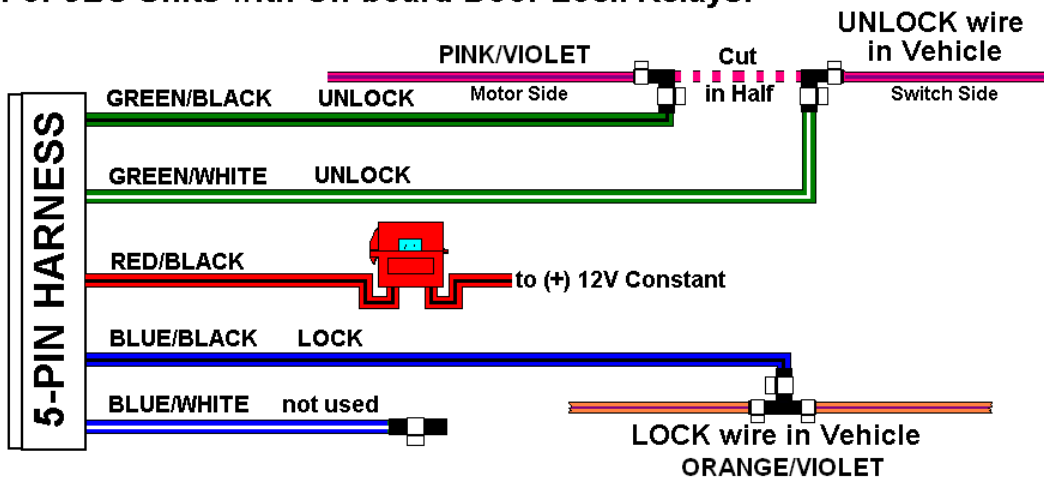 UNLOCK wire
in Vehicle
PINK/VIOLET
Cut
Motor Side
in Half
Switch Side
GREEN/BLACK UNLOCK
GREEN/WHITE UNLOCK
5-PIN HARNESS
RED/BLACK
to (+) 12V Constant
BLUE/BLACK LOCK
BLUE/WHITE not used
LOCK wire in Vehicle
ORANGE/VIOLET